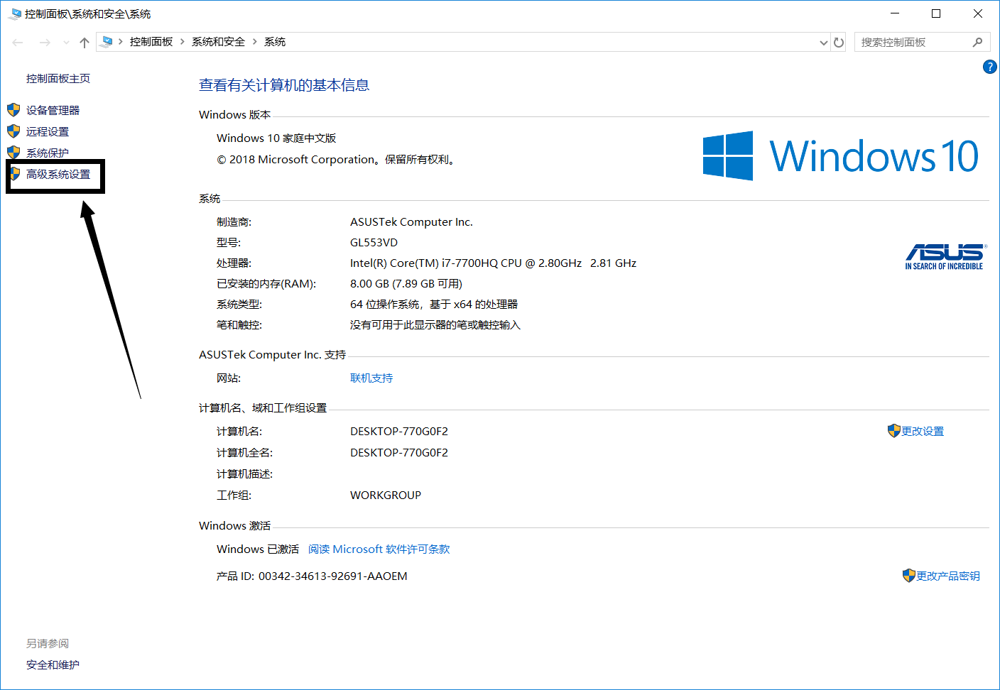 控制面板\系统和安全\系统
控制面板 > 系统和安全 > 系统
搜索控制面板
?
控制面板主页
设备管理器
远程设置
系统保护
高级系统设置
查看有关计算机的基本信息
Windows 版本
Windows 10 家庭中文版
© 2018 Microsoft Corporation。保留所有权利。
Windows 10
系统
制造商: ASUSTek Computer Inc.
型号: GL553VD
处理器: Intel(R) Core(TM) i7-7700HQ CPU @ 2.80GHz 2.81 GHz
已安装的内存(RAM): 8.00 GB (7.89 GB 可用)
系统类型: 64 位操作系统，基于 x64 的处理器
笔和触控: 没有可用于此显示器的笔或触控输入
ASUS®
IN SEARCH OF INCREDIBLE
ASUSTek Computer Inc. 支持
网站: 联机支持
计算机名、域和工作组设置
计算机名: DESKTOP-770G0F2
更改设置
计算机全名: DESKTOP-770G0F2
计算机描述:
工作组: WORKGROUP
Windows 激活
Windows 已激活 阅读 Microsoft 软件许可条款
产品 ID: 00342-34613-92691-AAOEM
更改产品密钥
另请参阅
安全和维护